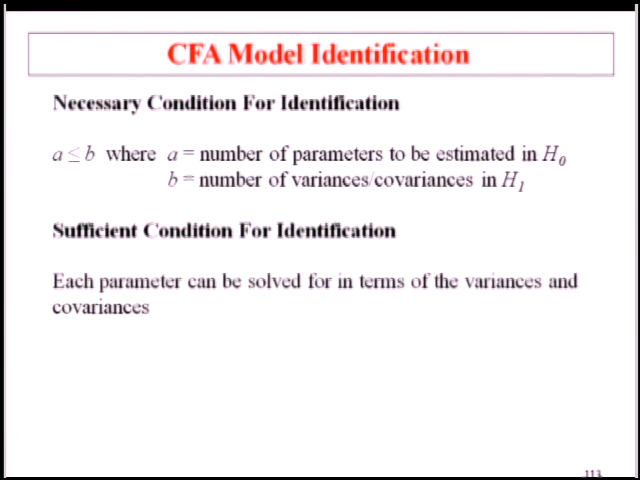 CFA Model Identification
Necessary Condition For Identification
a ≤ b where a = number of parameters to be estimated in H0
b = number of variances/covariances in H1
Sufficient Condition For Identification
Each parameter can be solved for in terms of the variances and
covariances
113